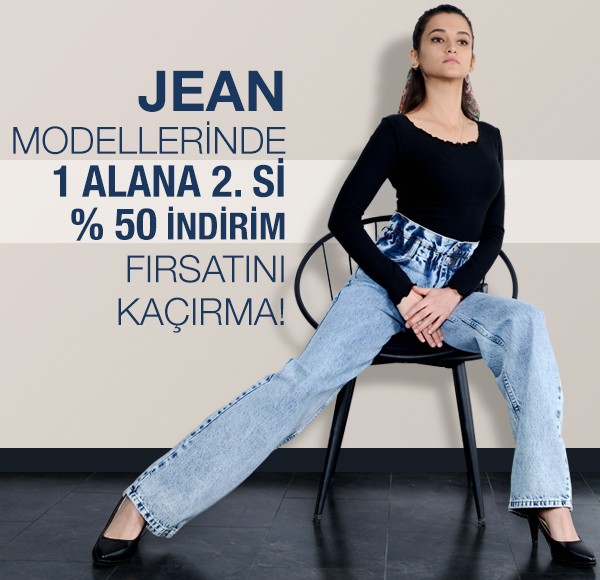 JEAN
MODELLERİNDE
1 ALANA 2. Sİ
% 50 İNDİRİM
FIRSATINI
KAÇIRMA!